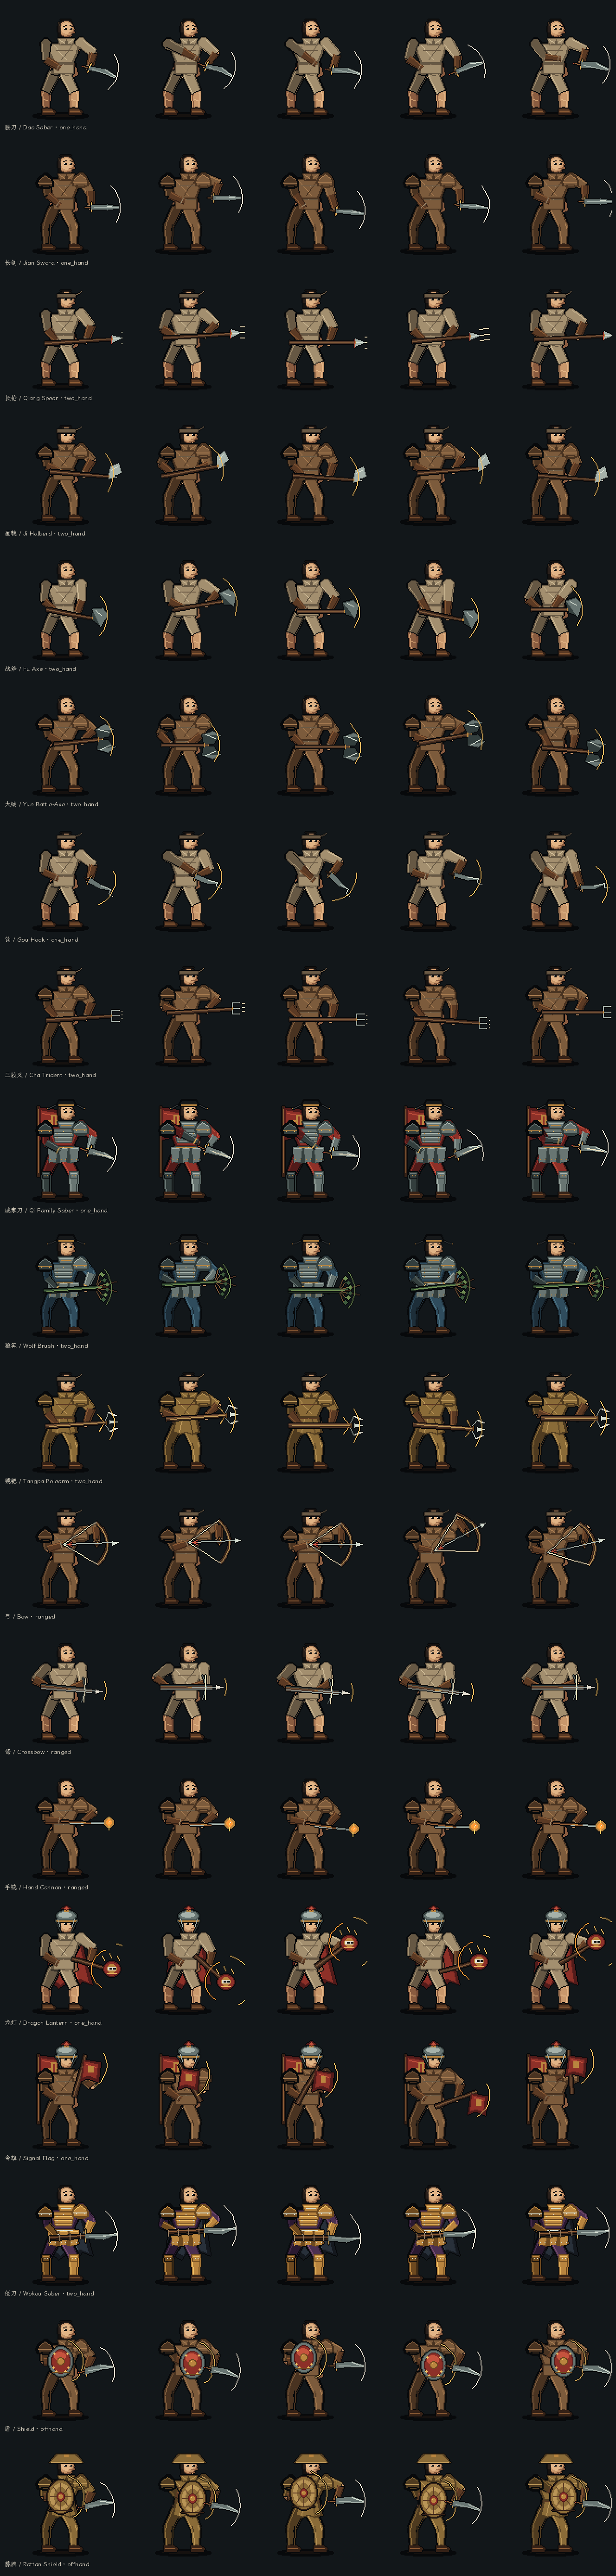 腰刀 / Dao Saber · one_hand
长剑 / Jian Sword · one_hand
长枪 / Qiang Spear · two_hand
画戟 / Ji Halberd · two_hand
战斧 / Fu Axe · two_hand
大钺 / Yue Battle-Axe · two_hand
钩 / Gou Hook · one_hand
三股叉 / Cha Trident · two_hand
戚家刀 / Qi Family Saber · one_hand
狼筅 / Wolf Brush · two_hand
镋钯 / Tangpa Polearm · two_hand
弓 / Bow · ranged
弩 / Crossbow · ranged
手铳 / Hand Cannon · ranged
龙灯 / Dragon Lantern · one_hand
令旗 / Signal Flag · one_hand
倭刀 / Wokou Saber · two_hand
盾 / Shield · offhand
藤牌 / Rattan Shield · offhand